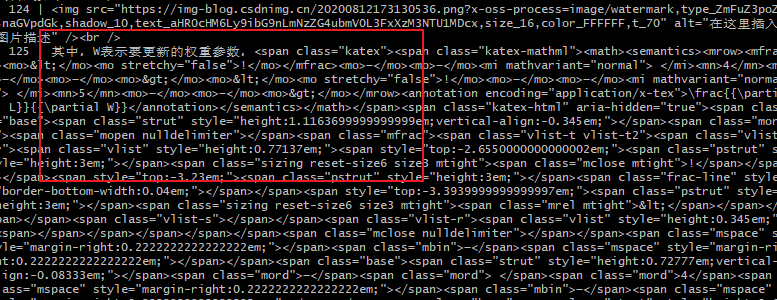 124     <img src="https://img-blog.csdnimg.cn/20200812173130536.png?x-oss-process=image/watermark,type_ZmFuZ3poZ
naGVpdGk,shadow_10,text_aHR0cHM6Ly9ibG9nLmNzZG4ubmV0L3FxXzM3NTU1MDcx,size_16,color_FFFFFF,t_70" alt="在这里插入
图片描述" /><br />
125     其中，W表示要更新的权重参数，<span class="katex"><span class="katex-mathml"><math><semantics><mrow><mfrac
<mo>&lt;</mo><mo stretchy="false">!</mo></mfrac><mo>−</mo><mo>−</mo><mi mathvariant="normal"> </mi><mn>4</mn><m
<mo>−</mo><mo>−</mo><mo>&gt;</mo><mo>&lt;</mo><mo stretchy="false">!</mo><mo>−</mo><mo>−</mo><mi mathvariant="nor
</mi><mn>5</mn><mo>−</mo><mo>−</mo><mo>&gt;</mo></mrow><annotation encoding="application/x-tex">\frac{{\partial
L}}{{\partial W}}</annotation></semantics></math></span><span class="katex-html" aria-hidden="true"><span class
="base"><span class="strut" style="height:1.1163699999999999em;vertical-align:-0.345em;"></span><span class="mord
"><span class="mopen nulldelimiter"></span><span class="mfrac"><span class="vlist-t vlist-t2"><span class="vlist
"><span class="vlist" style="height:0.77137em;"><span style="top:-2.6550000000000002em;"><span class="pstrut" s
="height:3em;"></span><span class="sizing reset-size6 size3 mtight"><span class="mclose mtight">!</span></span>
/span><span style="top:-3.23em;"><span class="pstrut" style="height:3em;"></span><span class="frac-line" style=
"border-bottom-width:0.04em;"></span></span><span style="top:-3.3939999999999997em;"><span class="pstrut" style=
height:3em;"></span><span class="sizing reset-size6 size3 mtight"><span class="mrel mtight">&lt;</span></span><
</span><span class="vlist-s"></span></span><span class="vlist-r"><span class="vlist" style="height:0.345em;"><
></span></span></span></span></span><span class="mclose nulldelimiter"></span></span><span class="mspace" style
="margin-right:0.2222222222222222em;"></span><span class="mbin">−</span><span class="mspace" style="margin-righ
:0.2222222222222222em;"></span></span><span class="base"><span class="strut" style="height:0.72777em;vertical-
ign:-0.08333em;"></span><span class="mord">−</span><span class="mord"> </span><span class="mord">4</span><span
lass="mspace" style="margin-right:0.2222222222222222em;"></span><span class="mbin">−</span><span class="mspace"